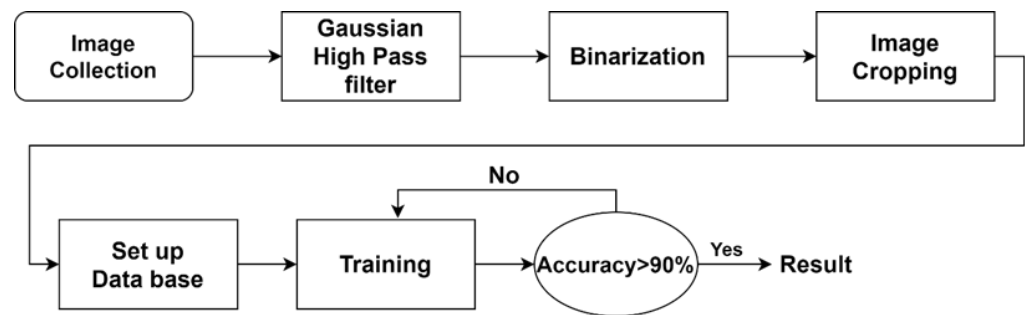 Image
Collection
Gaussian
High Pass
filter
Binarization
Image
Cropping
No
Set up
Data base
Training
Accuracy>90%
Yes
Result